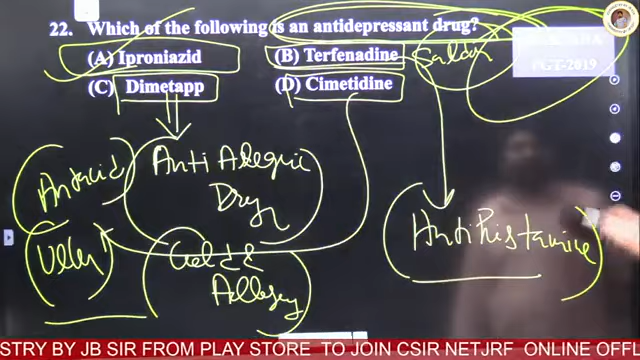 22. Which of the following is an antidepressant drug?
(A) Iproniazid
(B) Terfenadine
(C) Dimetapp
(D) Cimetidine
PGT-2019
Antacid
Anti Allergic
Drug
Ulcer
Cold &
Allergy
Antihistamine
STRY BY JB SIR FROM PLAY STORE TO JOIN CSIR NETJRF ONLINE OFFL